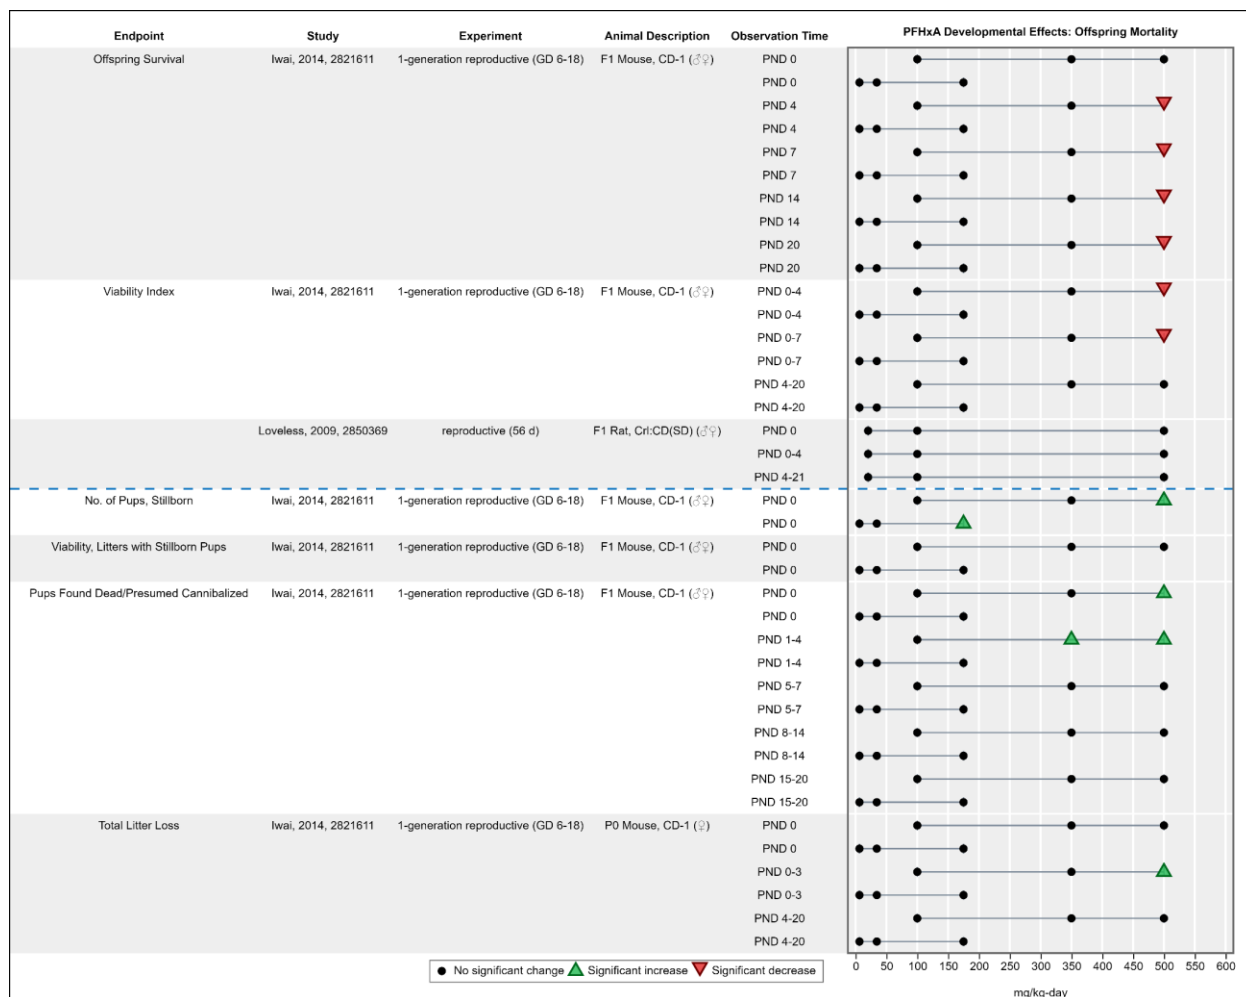 Endpoint Study Experiment Animal Description Observation Time PFHxA Developmental Effects: Offspring Mortality
Offspring Survival Iwai, 2014, 2821611 1-generation reproductive (GD 6-18) F1 Mouse, CD-1 (♂♀) PND 0
PND 0
PND 4
PND 4
PND 7
PND 7
PND 14
PND 14
PND 20
PND 20
Viability Index Iwai, 2014, 2821611 1-generation reproductive (GD 6-18) F1 Mouse, CD-1 (♂♀) PND 0-4
PND 0-4
PND 0-7
PND 0-7
PND 4-20
PND 4-20
Loveless, 2009, 2850369 reproductive (56 d) F1 Rat, Crl:CD(SD) (♂♀) PND 0
PND 0-4
PND 4-21
No. of Pups, Stillborn Iwai, 2014, 2821611 1-generation reproductive (GD 6-18) F1 Mouse, CD-1 (♂♀) PND 0
PND 0
Viability, Litters with Stillborn Pups Iwai, 2014, 2821611 1-generation reproductive (GD 6-18) F1 Mouse, CD-1 (♂♀) PND 0
PND 0
Pups Found Dead/Presumed Cannibalized Iwai, 2014, 2821611 1-generation reproductive (GD 6-18) F1 Mouse, CD-1 (♂♀) PND 0
PND 0
PND 1-4
PND 1-4
PND 5-7
PND 5-7
PND 8-14
PND 8-14
PND 15-20
PND 15-20
Total Litter Loss Iwai, 2014, 2821611 1-generation reproductive (GD 6-18) P0 Mouse, CD-1 (♀) PND 0
PND 0
PND 0-3
PND 0-3
PND 4-20
PND 4-20
No significant change Significant increase Significant decrease
0 50 100 150 200 250 300 350 400 450 500 550 600
mg/kg-day